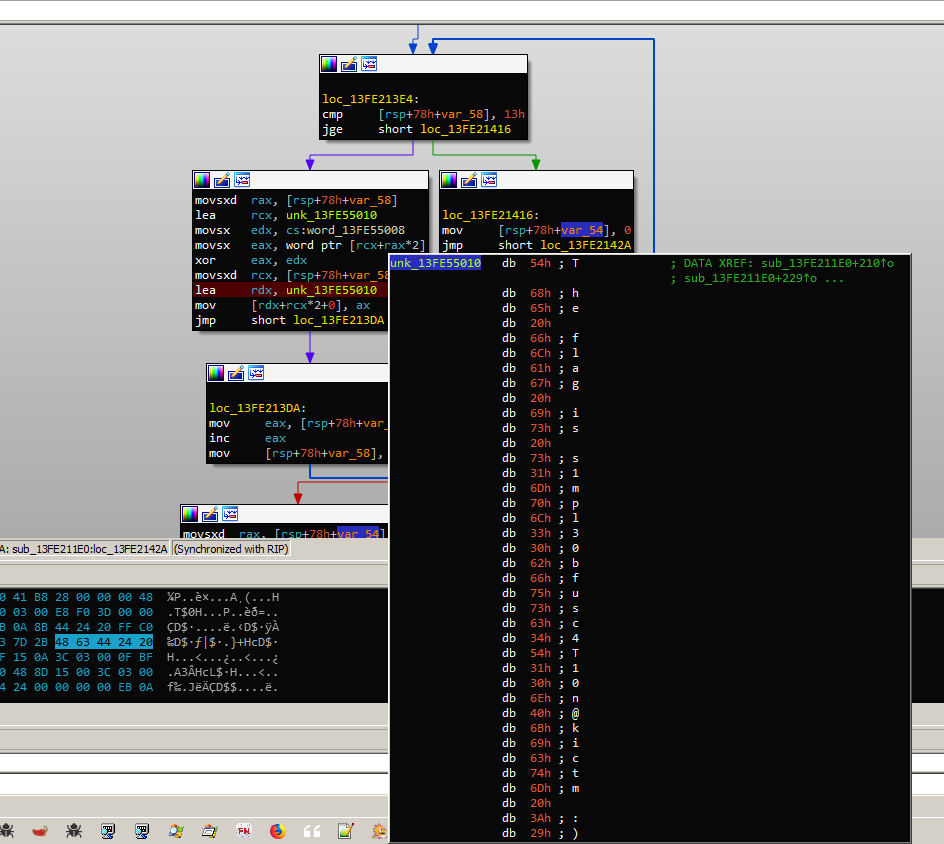 loc_13FE213E4:
cmp [rsp+78h+var_58], 13h
jge short loc_13FE21416
movsxd rax, [rsp+78h+var_58]
lea rcx, unk_13FE55010
movsx edx, cs:word_13FE55008
movsx eax, word ptr [rcx+rax*2]
xor eax, edx
movsxd rcx, [rsp+78h+var_58
lea rdx, unk_13FE55010
mov [rdx+rcx*2+0], ax
jmp short loc_13FE213DA
loc_13FE21416:
mov [rsp+78h+var_54], 0
jmp short loc_13FE2142A
loc_13FE213DA:
mov eax, [rsp+78h+var_
inc eax
mov [rsp+78h+var_58],
movsxd rax, [rsp+78h+var_54]
unk_13FE55010 db 54h ; T ; DATA XREF: sub_13FE211E0+210↑o
; sub_13FE211E0+229↑o ...
db 68h ; h
db 65h ; e
db 20h
db 66h ; f
db 6Ch ; l
db 61h ; a
db 67h ; g
db 20h
db 69h ; i
db 73h ; s
db 20h
db 73h ; s
db 31h ; 1
db 6Dh ; m
db 70h ; p
db 6Ch ; l
db 33h ; 3
db 30h ; 0
db 62h ; b
db 66h ; f
db 75h ; u
db 73h ; s
db 63h ; c
db 34h ; 4
db 54h ; T
db 31h ; 1
db 30h ; 0
db 6Eh ; n
db 40h ; @
db 6Bh ; k
db 69h ; i
db 63h ; c
db 74h ; t
db 6Dh ; m
db 20h
db 3Ah ; :
db 29h ; )
A: sub_13FE211E0:loc_13FE2142A (Synchronized with RIP)
0 41 B8 28 00 00 00 48 ¼P..è×...A¸(...H
0 03 00 E8 F0 3D 00 00 .T$0H...P..èð=..
B 0A 8B 44 24 20 FF C0 ÇD$·....ë.‹D$·ÿÀ
3 7D 2B 48 63 44 24 20 ‰D$·ƒ|$·.}+HcD$·
F 15 0A 3C 03 00 0F BF H...<...¿..<...¿
0 48 8D 15 00 3C 03 00 .A3ÂHcL$·H...<..
4 24 00 00 00 00 EB 0A f‰.JëÄÇD$$....ë.
FN